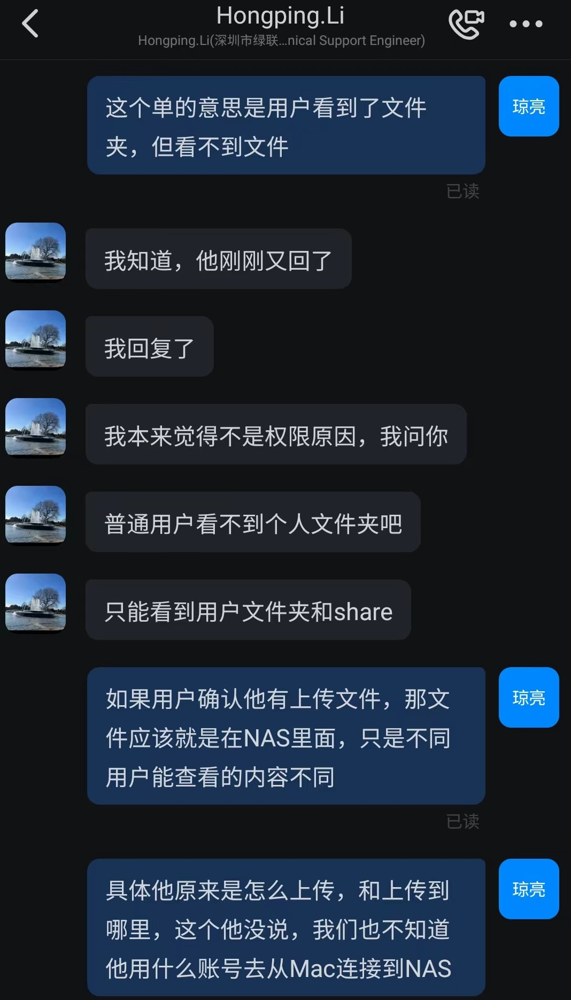 Hongping.Li
Hongping.Li(深圳市绿联...nical Support Engineer)
这个单的意思是用户看到了文件
夹，但看不到文件
琼亮
已读
我知道，他刚刚又回了
我回复了
我本来觉得不是权限原因，我问你
普通用户看不到个人文件夹吧
只能看到用户文件夹和share
如果用户确认他有上传文件，那文
件应该就是在NAS里面，只是不同
用户能查看的内容不同
琼亮
已读
具体他原来是怎么上传，和上传到
哪里，这个他没说，我们也不知道
他用什么账号去从Mac连接到NAS
琼亮